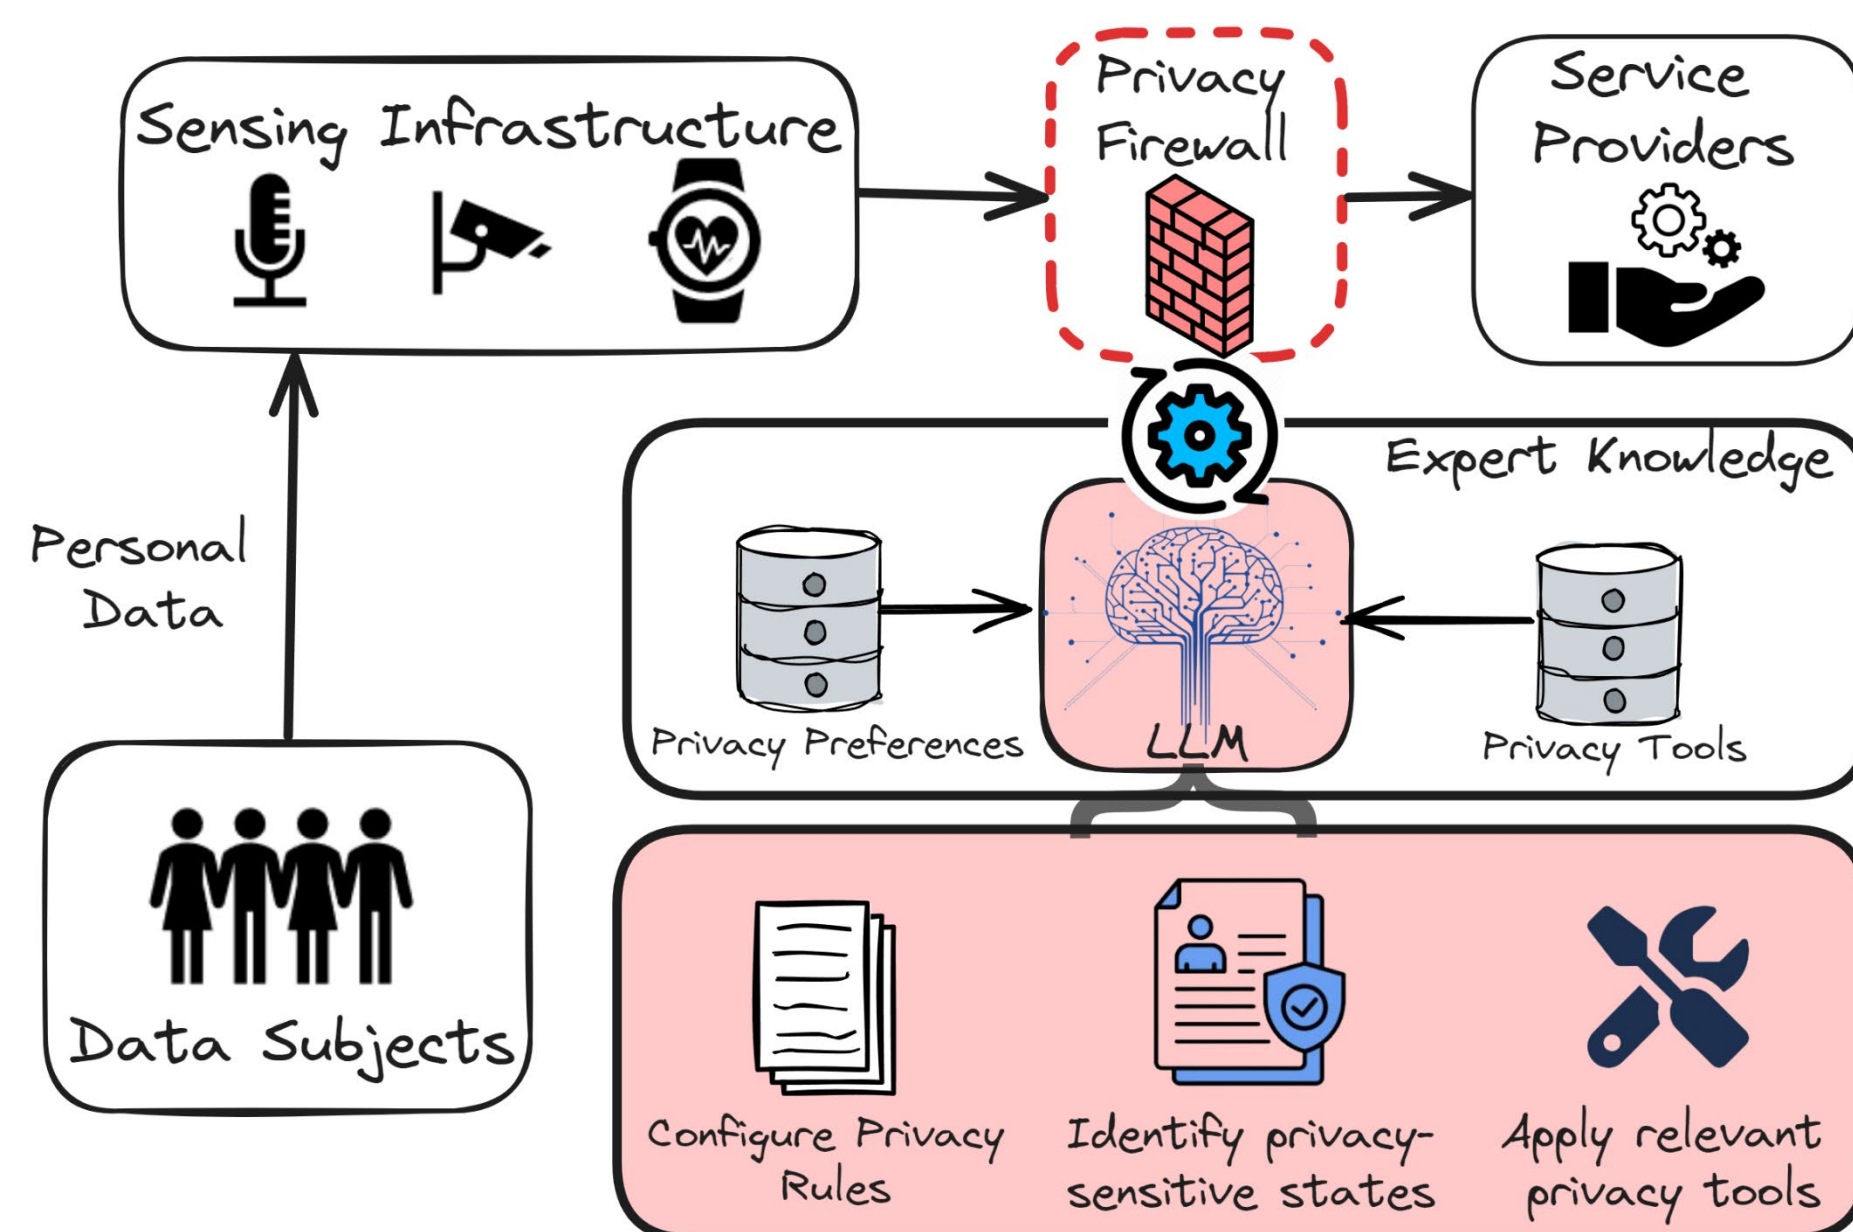 Sensing Infrastructure
Privacy
Firewall
Service
Providers
Personal
Data
Expert Knowledge
Privacy Preferences
LLM
Privacy Tools
Data Subjects
Configure Privacy
Rules
Identify privacy-
sensitive states
Apply relevant
privacy tools